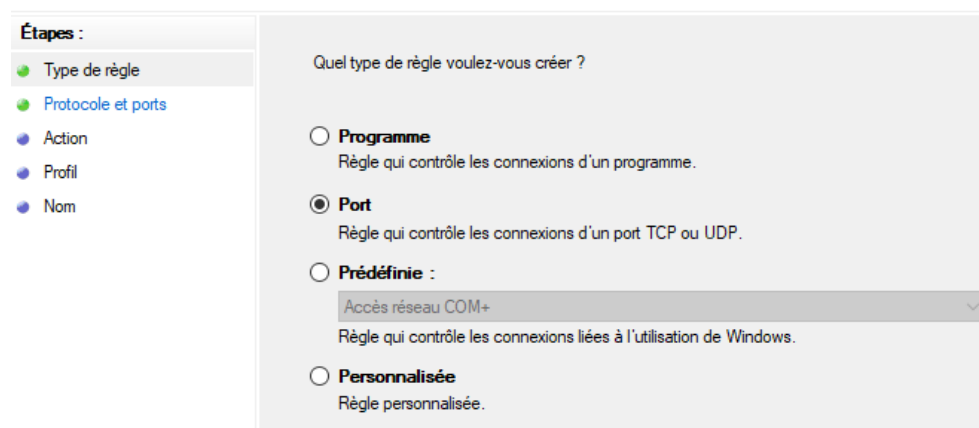 Étapes :
Type de règle
Protocole et ports
Action
Profil
Nom
Quel type de règle voulez-vous créer ?
Programme
Règle qui contrôle les connexions d'un programme.
Port
Règle qui contrôle les connexions d'un port TCP ou UDP.
Prédéfinie :
Accès réseau COM+
Règle qui contrôle les connexions liées à l'utilisation de Windows.
Personnalisée
Règle personnalisée.